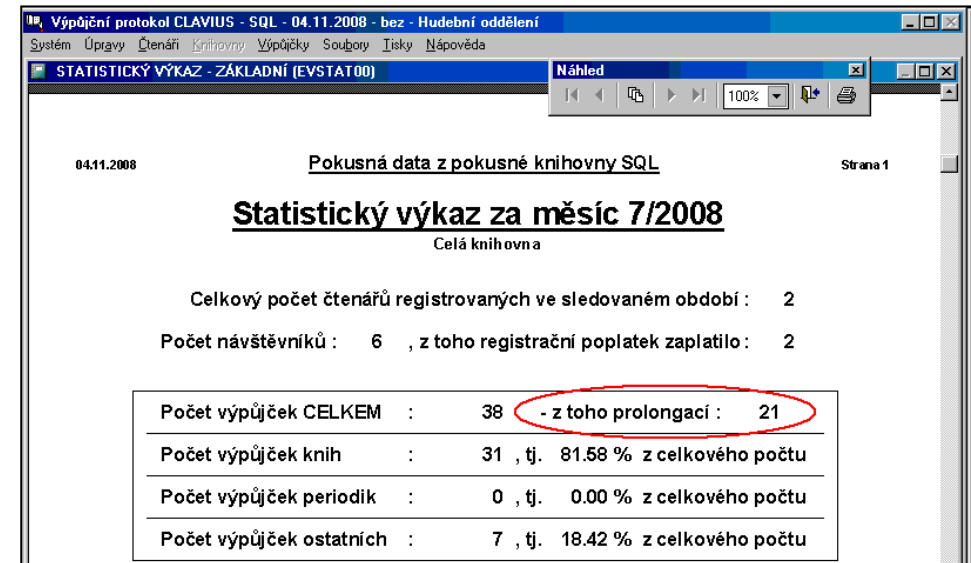 Výpůjční protokol CLAVIUS - SQL - 04.11.2008 - bez - Hudební oddělení
Systém Úpravy Čtenáři Knihovny Výpůjčky Soubory Tisky Nápověda
STATISTICKÝ VÝKAZ - ZÁKLADNÍ (EVSTAT00)
Náhled
100%
04.11.2008 Pokusná data z pokusné knihovny SQL Strana 1
Statistický výkaz za měsíc 7/2008
Celá knihovna
Celkový počet čtenářů registrovaných ve sledovaném období : 2
Počet návštěvníků : 6 , z toho registrační poplatek zaplatilo : 2
Počet výpůjček CELKEM : 38 - z toho prolongací : 21
Počet výpůjček knih : 31 , tj. 81.58 % z celkového počtu
Počet výpůjček periodik : 0 , tj. 0.00 % z celkového počtu
Počet výpůjček ostatních : 7 , tj. 18.42 % z celkového počtu